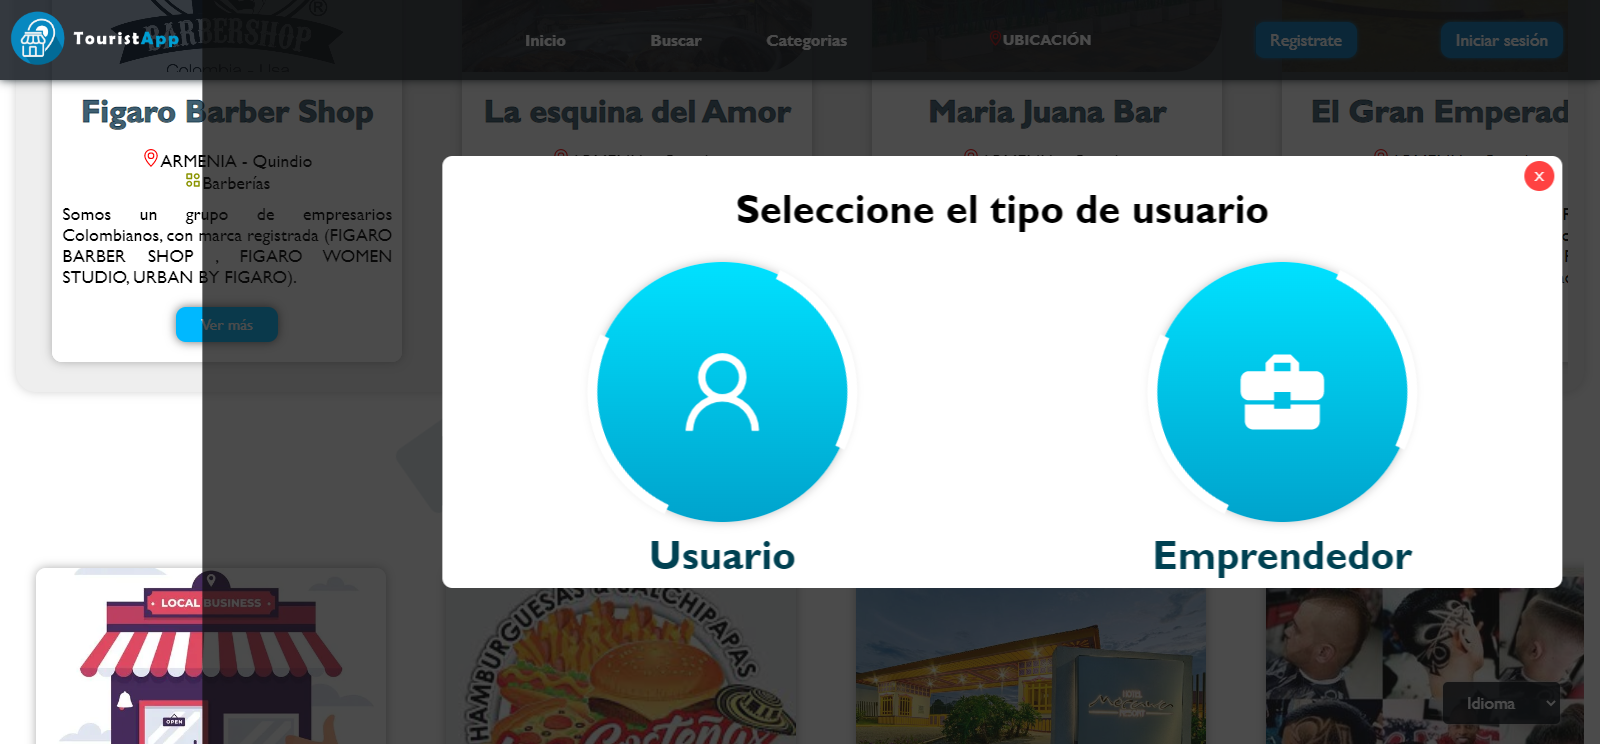 TouristApp
Inicio
Buscar
Categorias
UBICACIÓN
Registrate
Iniciar sesión
BARBERSHOP
®
Colombia - Usa
Figaro Barber Shop
ARMENIA - Quindio
Barberías
Somos un grupo de empresarios
Colombianos, con marca registrada (FIGARO
BARBER SHOP , FIGARO WOMEN
STUDIO, URBAN BY FIGARO).
Ver más
La esquina del Amor
Maria Juana Bar
El Gran Emperad
x
Seleccione el tipo de usuario
Usuario
Emprendedor
LOCAL BUSINESS
OPEN
HAMBURGUESAS & SALCHIPAPAS
HOTEL
Idioma